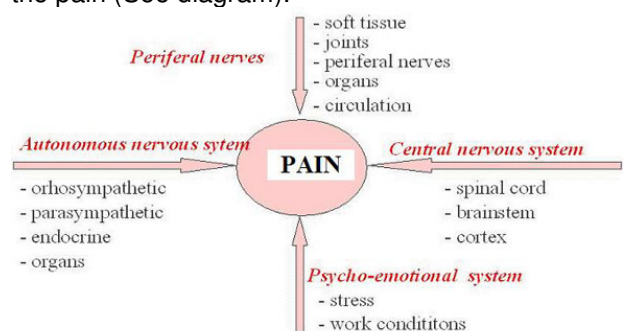 the pain (See diagram).
Periferal nerves
- soft tissue
- joints
- periferal nerves
- organs
- circulation
Autonomous nervous sytem
- orhosympathetic
- parasympathetic
- endocrine
- organs
PAIN
Central nervous system
- spinal cord
- brainstem
- cortex
Psycho-emotional system
- stress
- work condititons